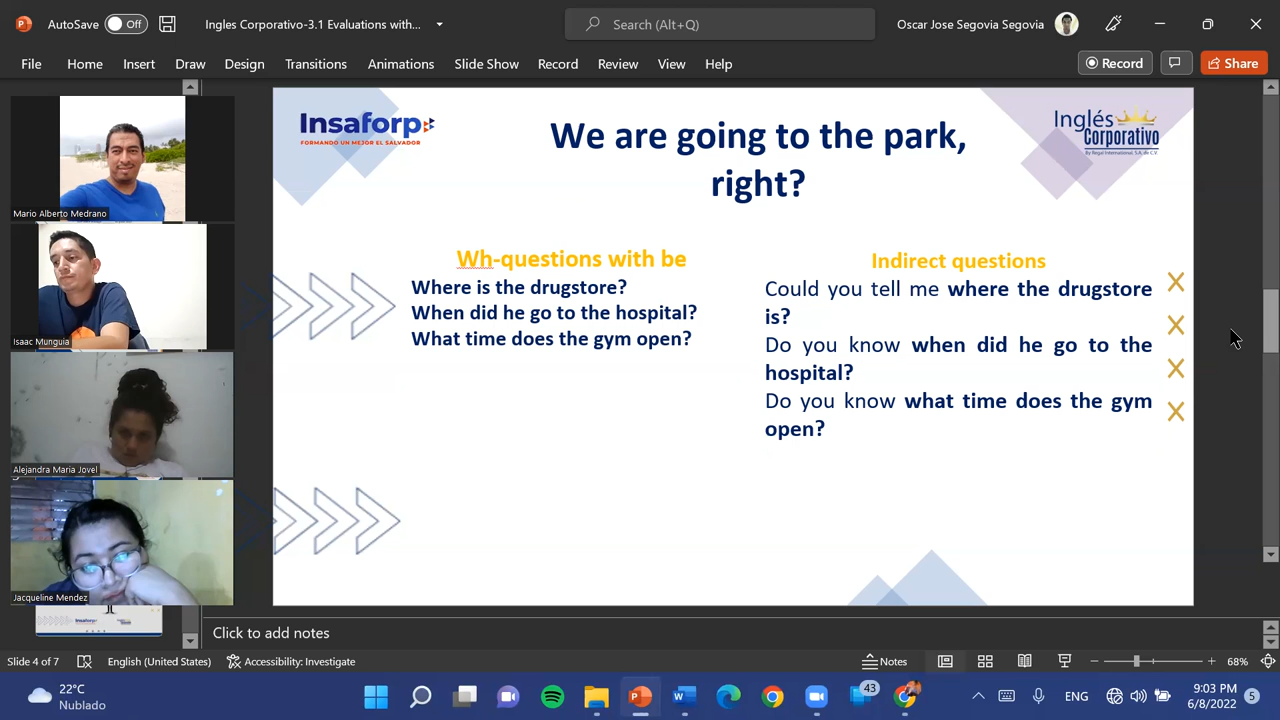 AutoSave Off Ingles Corporativo-3.1 Evaluations with... Search (Alt+Q) Oscar Jose Segovia Segovia
File Home Insert Draw Design Transitions Animations Slide Show Record Review View Help Record Share
Mario Alberto Medrano
Isaac Munguia
Alejandra Maria Jovel
Jacqueline Mendez
Insaforp
FORMANDO UN MEJOR EL SALVADOR
Inglés
Corporativo
By Regal International, S.A. de C.V.
We are going to the park,
right?
Wh-questions with be
Where is the drugstore?
When did he go to the hospital?
What time does the gym open?
Indirect questions
Could you tell me where the drugstore
is?
Do you know when did he go to the
hospital?
Do you know what time does the gym
open?
Click to add notes
Slide 4 of 7 English (United States) Accessibility: Investigate Notes 68%
22°C
Nublado
43
ENG
9:03 PM
6/8/2022
5